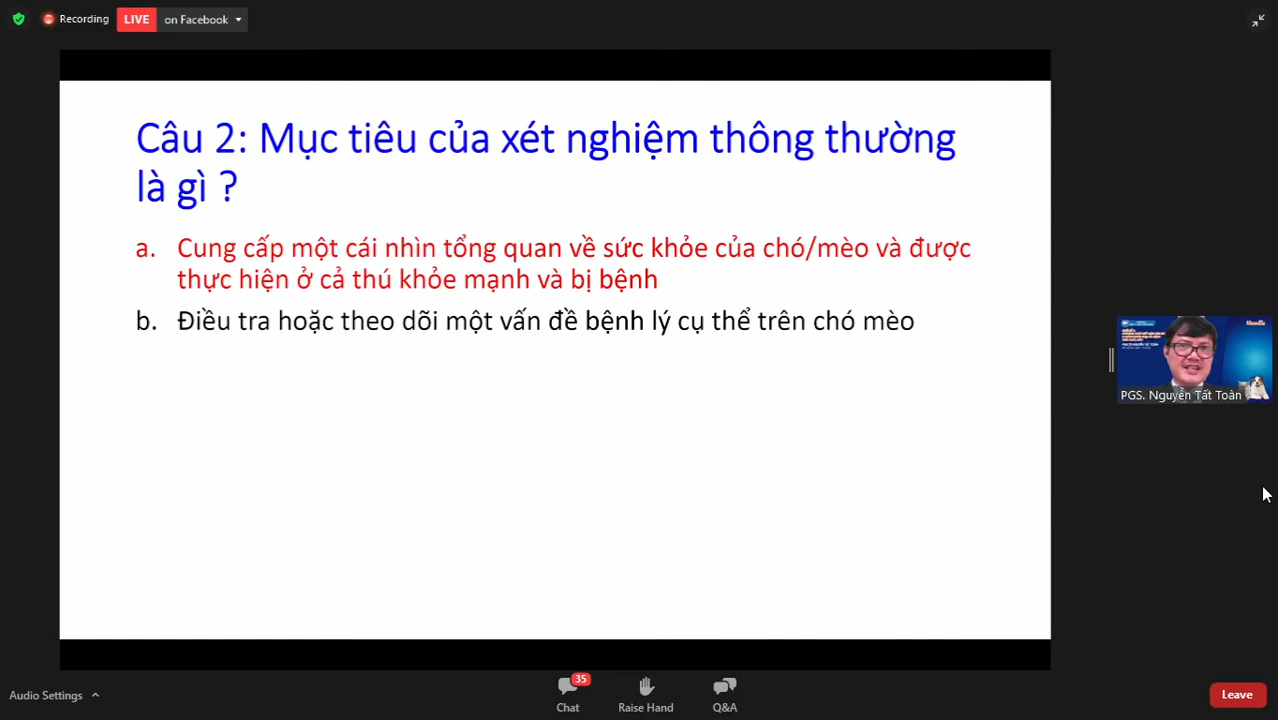 Recording
LIVE on Facebook
Câu 2: Mục tiêu của xét nghiệm thông thường
là gì ?
a. Cung cấp một cái nhìn tổng quan về sức khỏe của chó/mèo và được
thực hiện ở cả thú khỏe mạnh và bị bệnh
b. Điều tra hoặc theo dõi một vấn đề bệnh lý cụ thể trên chó mèo
PGS. Nguyễn Tất Toàn
Audio Settings
35
Chat
Raise Hand
Q&A
Leave